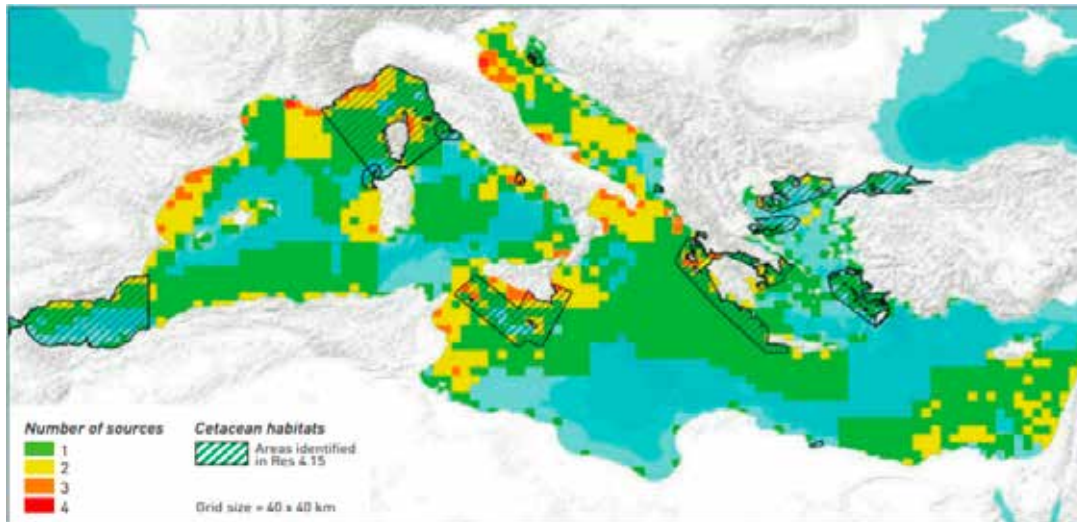 Number of sources
1
2
3
4
Cetacean habitats
Areas identified
in Res 4.15
Grid size = 40 x 40 km